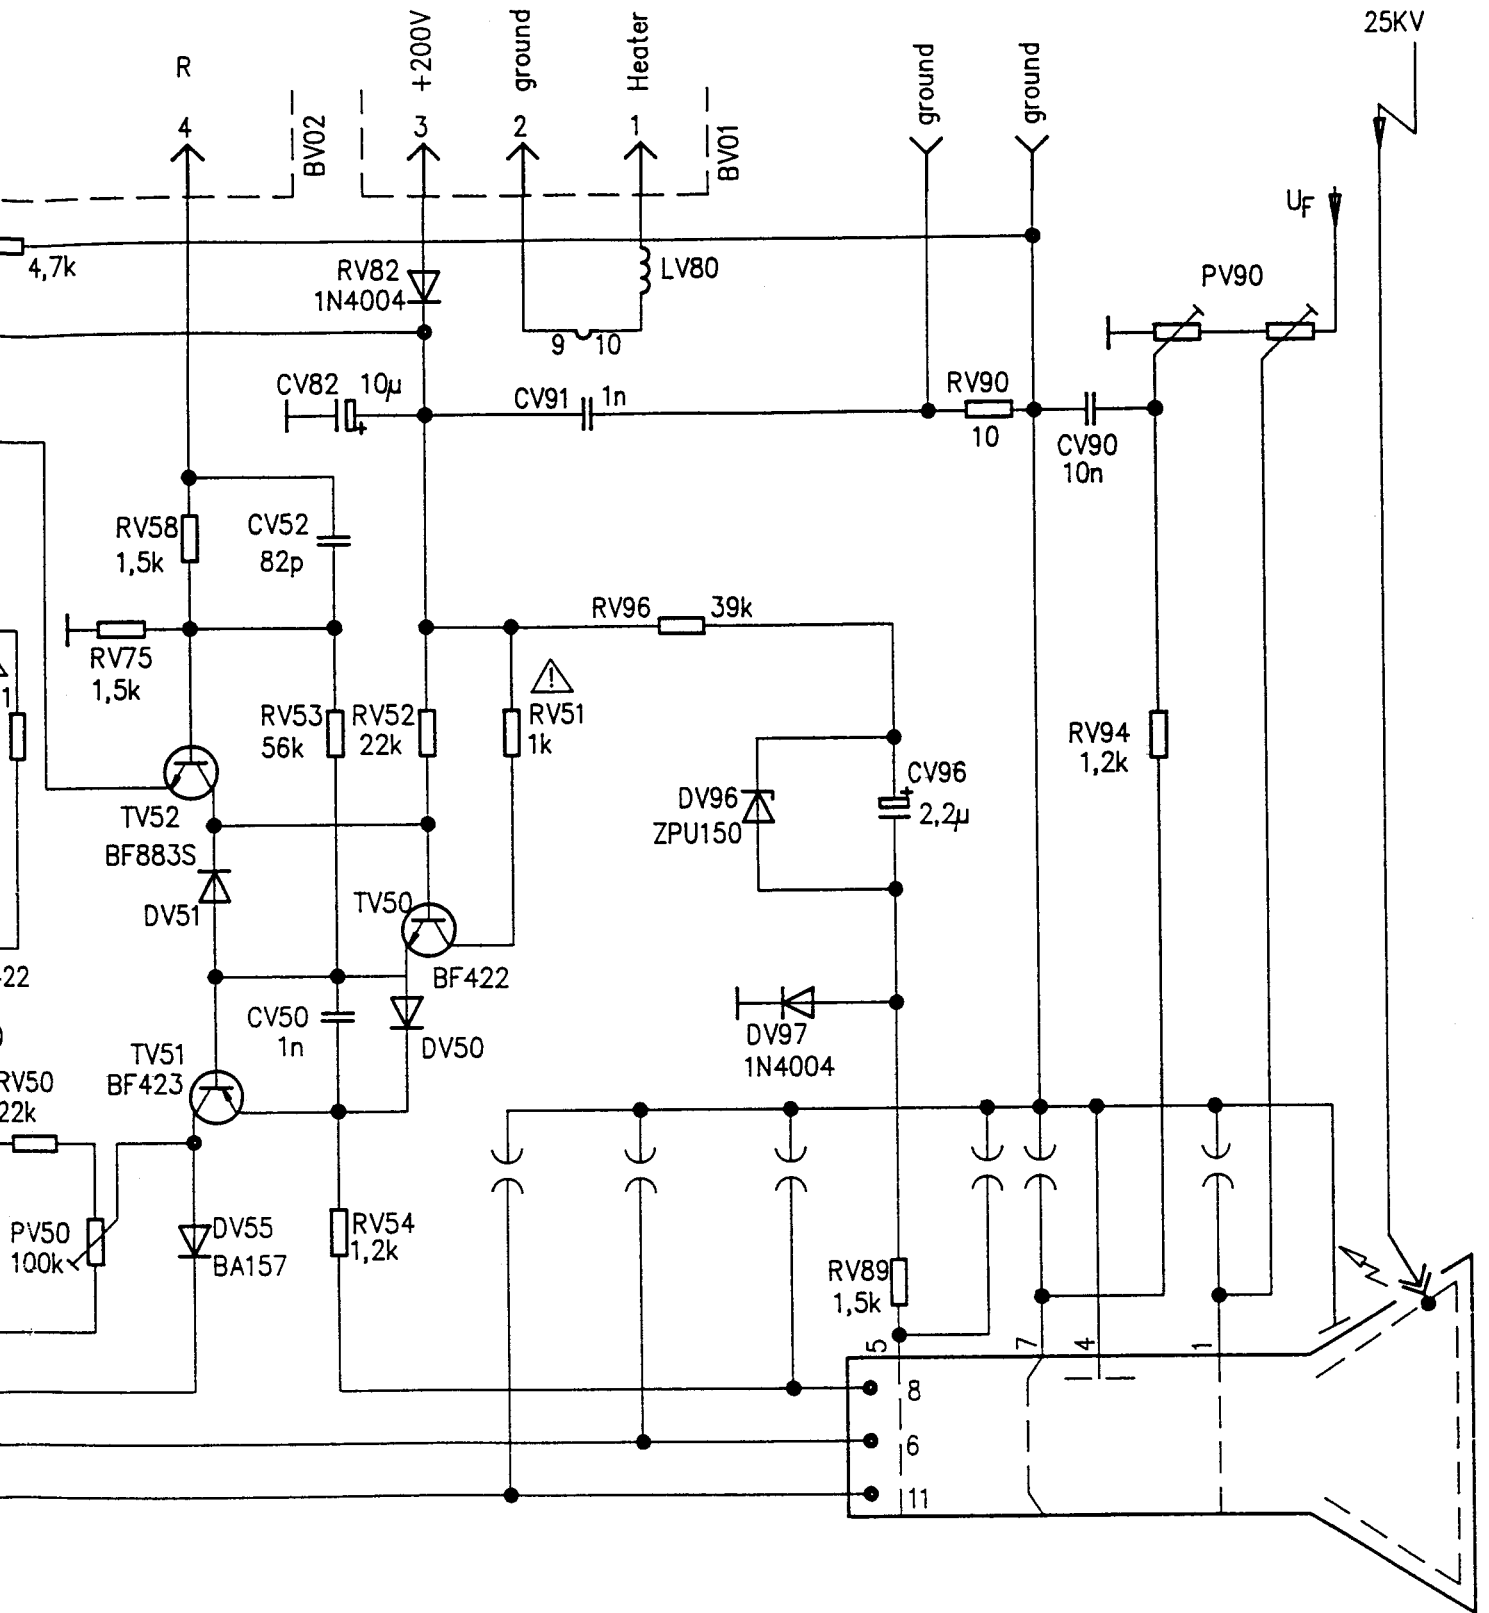 25KV
R
+200V
ground
Heater
ground
ground
4
3
2
1
BV02
BV01
UF
4,7k
RV82
1N4004
LV80
PV90
9
10
CV82
10µ
+
CV91
1n
RV90
10
CV90
10n
RV58
1,5k
CV52
82p
RV96
39k
RV75
1,5k
!
1
RV53
56k
RV52
22k
RV51
1k
RV94
1,2k
TV52
BF883S
DV96
ZPU150
CV96
+
2,2µ
DV51
TV50
BF422
22
CV50
1n
DV50
DV97
1N4004
TV51
BF423
RV50
22k
PV50
100k
DV55
BA157
RV54
1,2k
RV89
1,5k
5
7
4
1
8
6
11